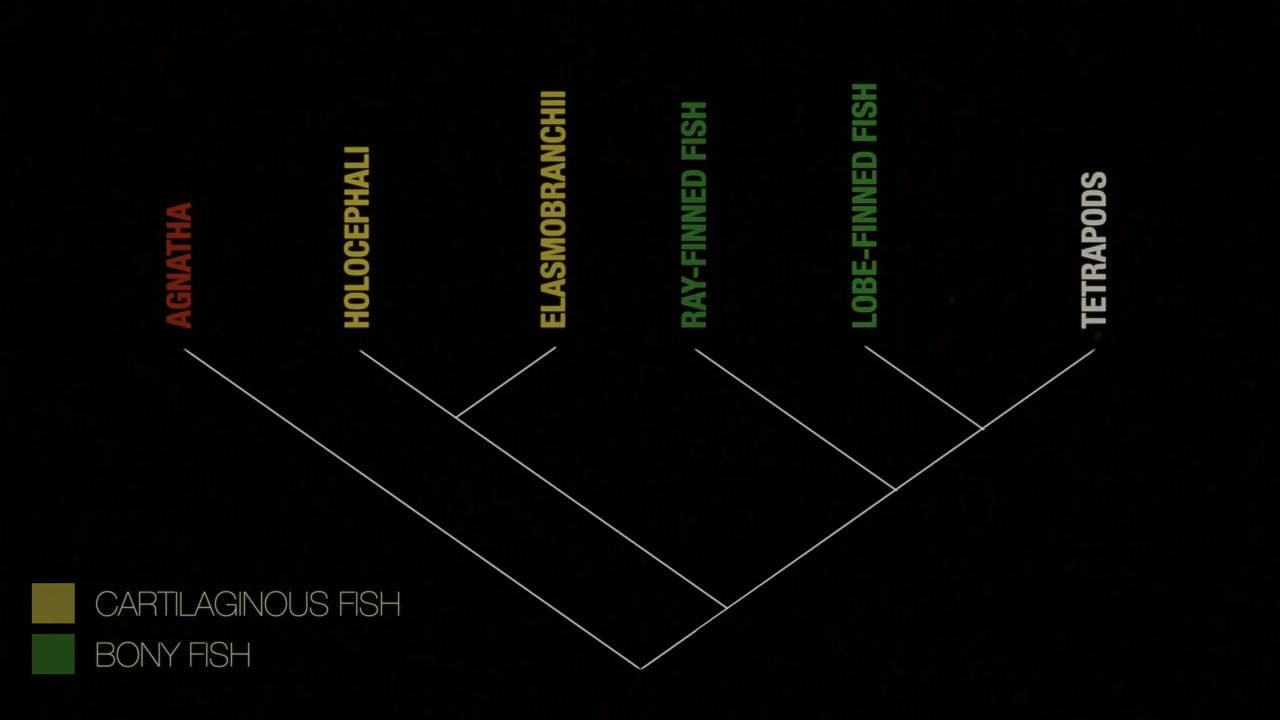 AGNATHA
HOLOCEPHALI
ELASMOBRANCHII
RAY-FINNED FISH
LOBE-FINNED FISH
TETRAPODS
CARTILAGINOUS FISH
BONY FISH